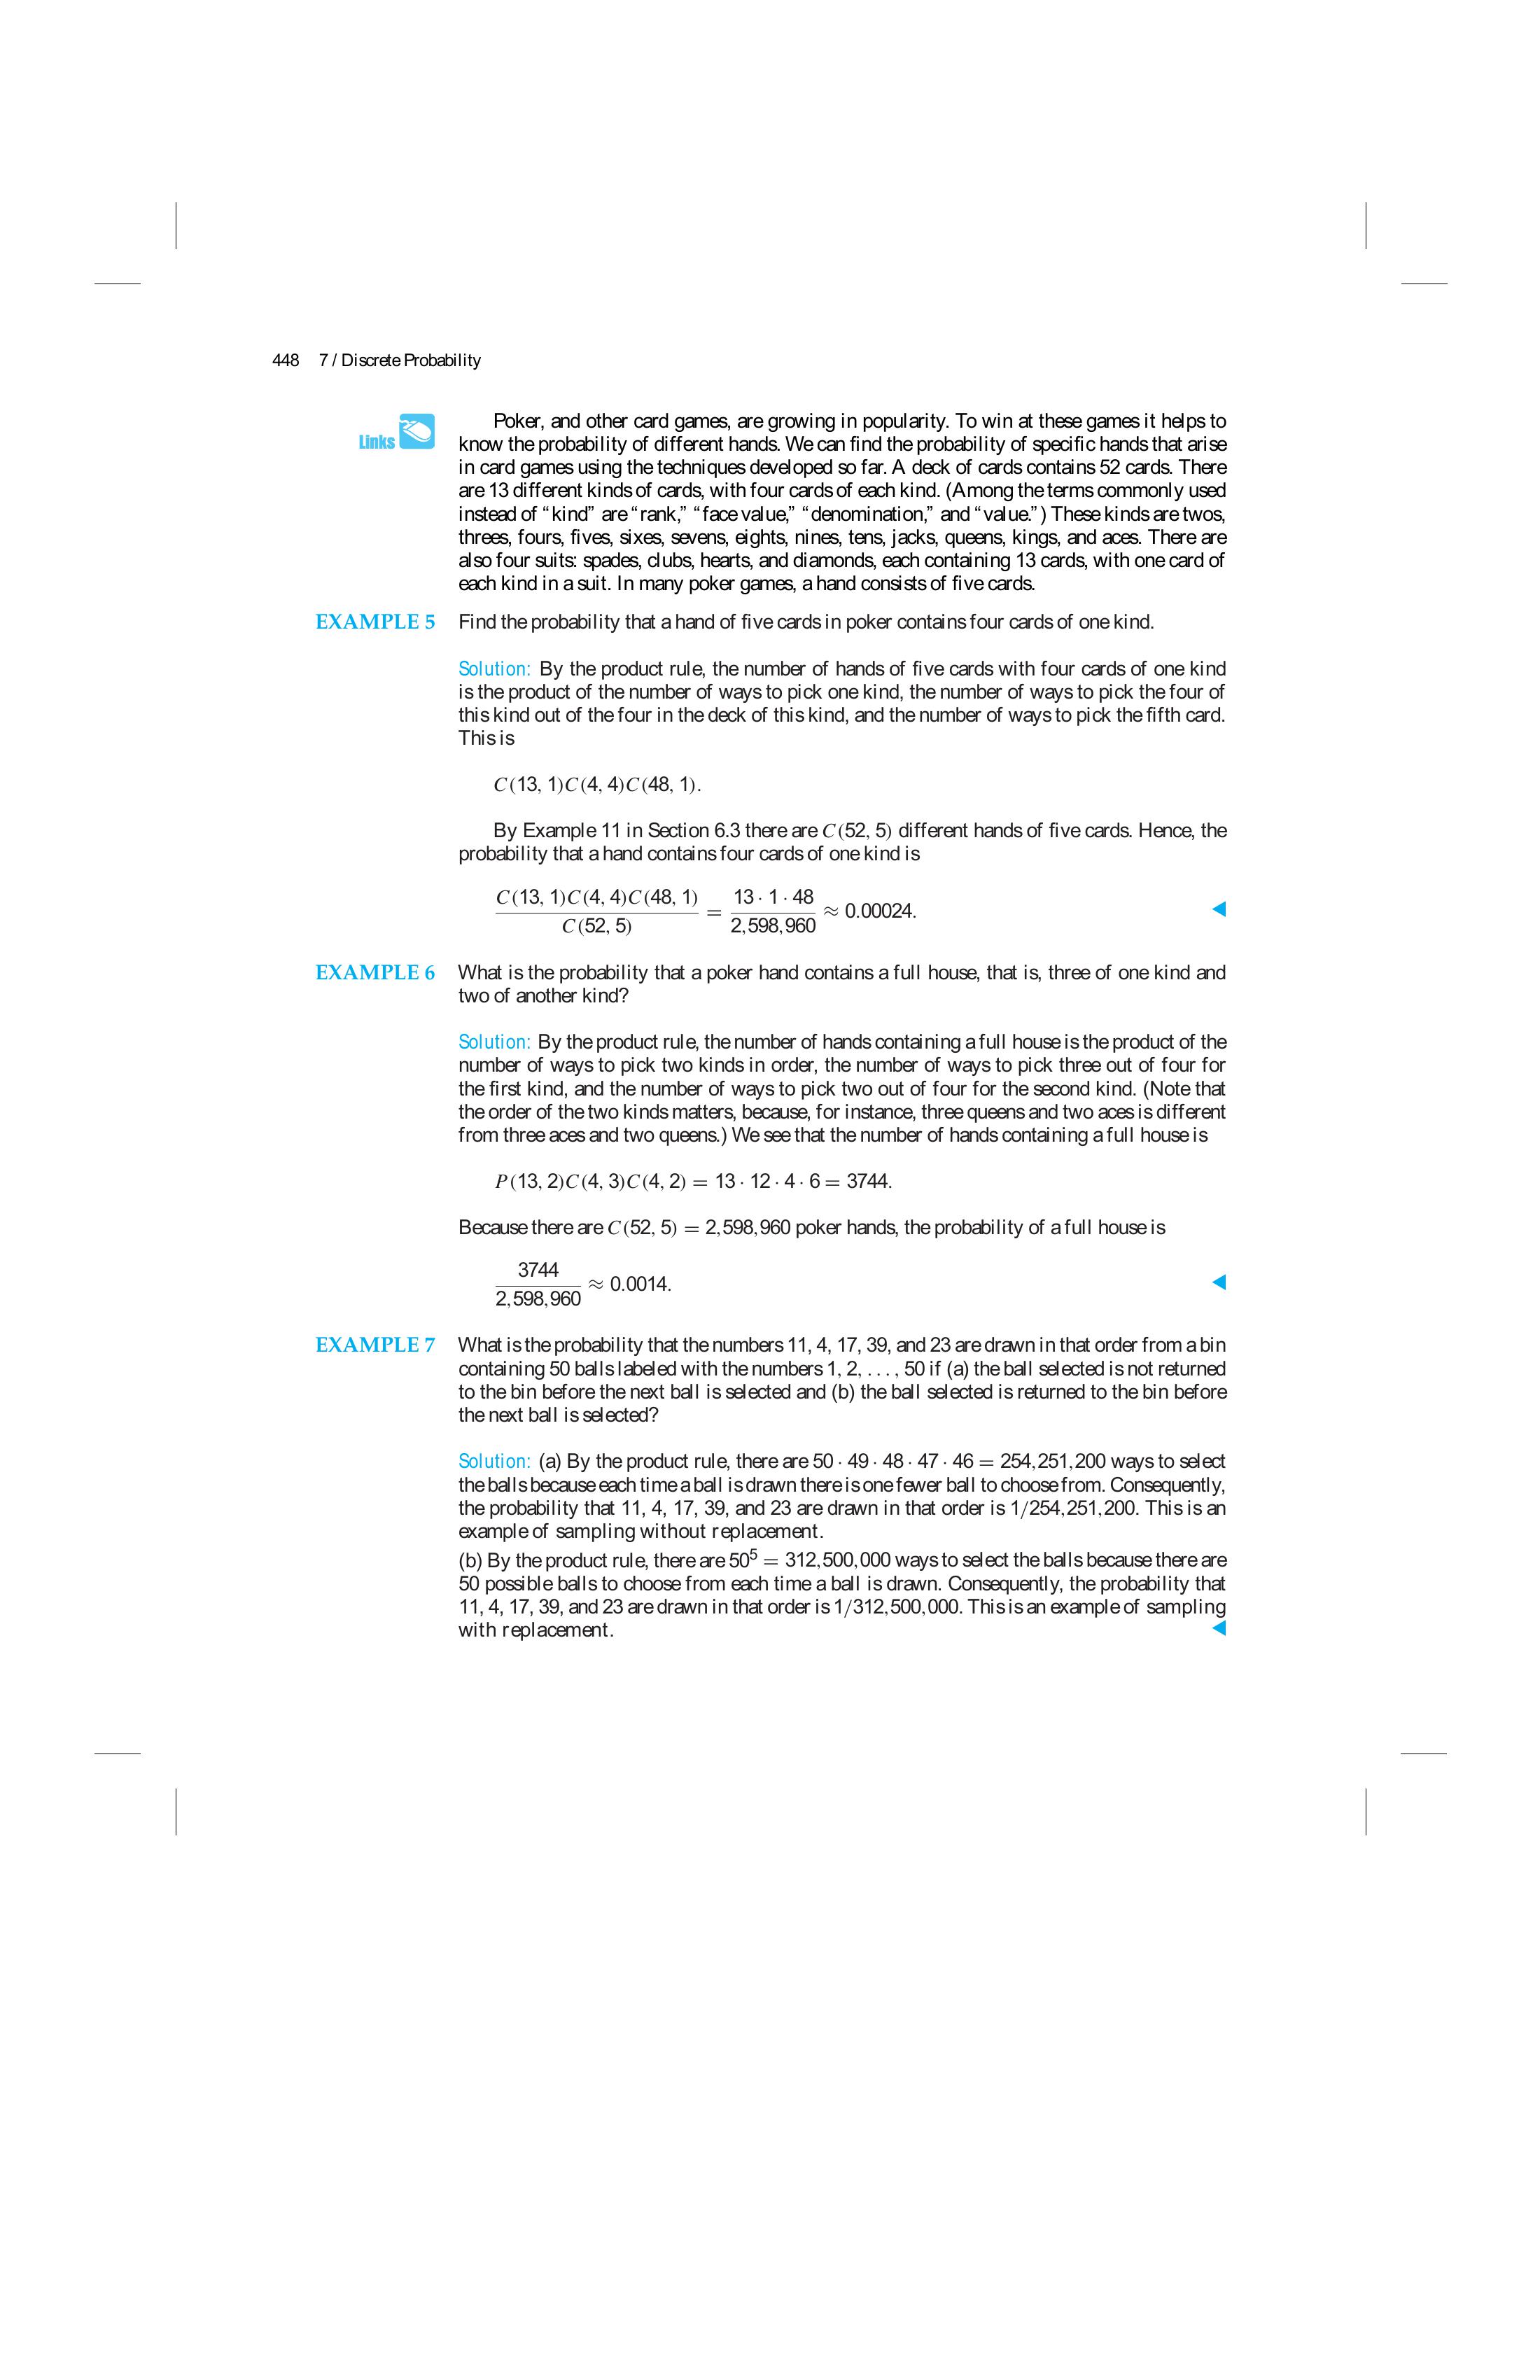 448 7 / Discrete Probability
Links
Poker, and other card games, are growing in popularity. To win at these games it helps to
know the probability of different hands. We can find the probability of specific hands that arise
in card games using the techniques developed so far. A deck of cards contains 52 cards. There
are 13 different kinds of cards, with four cards of each kind. (Among the terms commonly used
instead of “kind” are “rank,” “face value,” “denomination,” and “value.”) These kinds are twos,
threes, fours, fives, sixes, sevens, eights, nines, tens, jacks, queens, kings, and aces. There are
also four suits: spades, clubs, hearts, and diamonds, each containing 13 cards, with one card of
each kind in a suit. In many poker games, a hand consists of five cards.
EXAMPLE 5 Find the probability that a hand of five cards in poker contains four cards of one kind.
Solution: By the product rule, the number of hands of five cards with four cards of one kind
is the product of the number of ways to pick one kind, the number of ways to pick the four of
this kind out of the four in the deck of this kind, and the number of ways to pick the fifth card.
This is
C(13, 1)C(4, 4)C(48, 1).
By Example 11 in Section 6.3 there are C(52, 5) different hands of five cards. Hence, the
probability that a hand contains four cards of one kind is
C(13, 1)C(4, 4)C(48, 1) / C(52, 5) = 13 · 1 · 48 / 2,598,960 ≈ 0.00024.
EXAMPLE 6 What is the probability that a poker hand contains a full house, that is, three of one kind and
two of another kind?
Solution: By the product rule, the number of hands containing a full house is the product of the
number of ways to pick two kinds in order, the number of ways to pick three out of four for
the first kind, and the number of ways to pick two out of four for the second kind. (Note that
the order of the two kinds matters, because, for instance, three queens and two aces is different
from three aces and two queens.) We see that the number of hands containing a full house is
P(13, 2)C(4, 3)C(4, 2) = 13 · 12 · 4 · 6 = 3744.
Because there are C(52, 5) = 2,598,960 poker hands, the probability of a full house is
3744 / 2,598,960 ≈ 0.0014.
EXAMPLE 7 What is the probability that the numbers 11, 4, 17, 39, and 23 are drawn in that order from a bin
containing 50 balls labeled with the numbers 1, 2, . . . , 50 if (a) the ball selected is not returned
to the bin before the next ball is selected and (b) the ball selected is returned to the bin before
the next ball is selected?
Solution: (a) By the product rule, there are 50 · 49 · 48 · 47 · 46 = 254,251,200 ways to select
the balls because each time a ball is drawn there is one fewer ball to choose from. Consequently,
the probability that 11, 4, 17, 39, and 23 are drawn in that order is 1/254,251,200. This is an
example of sampling without replacement.
(b) By the product rule, there are 50⁵ = 312,500,000 ways to select the balls because there are
50 possible balls to choose from each time a ball is drawn. Consequently, the probability that
11, 4, 17, 39, and 23 are drawn in that order is 1/312,500,000. This is an example of sampling
with replacement.